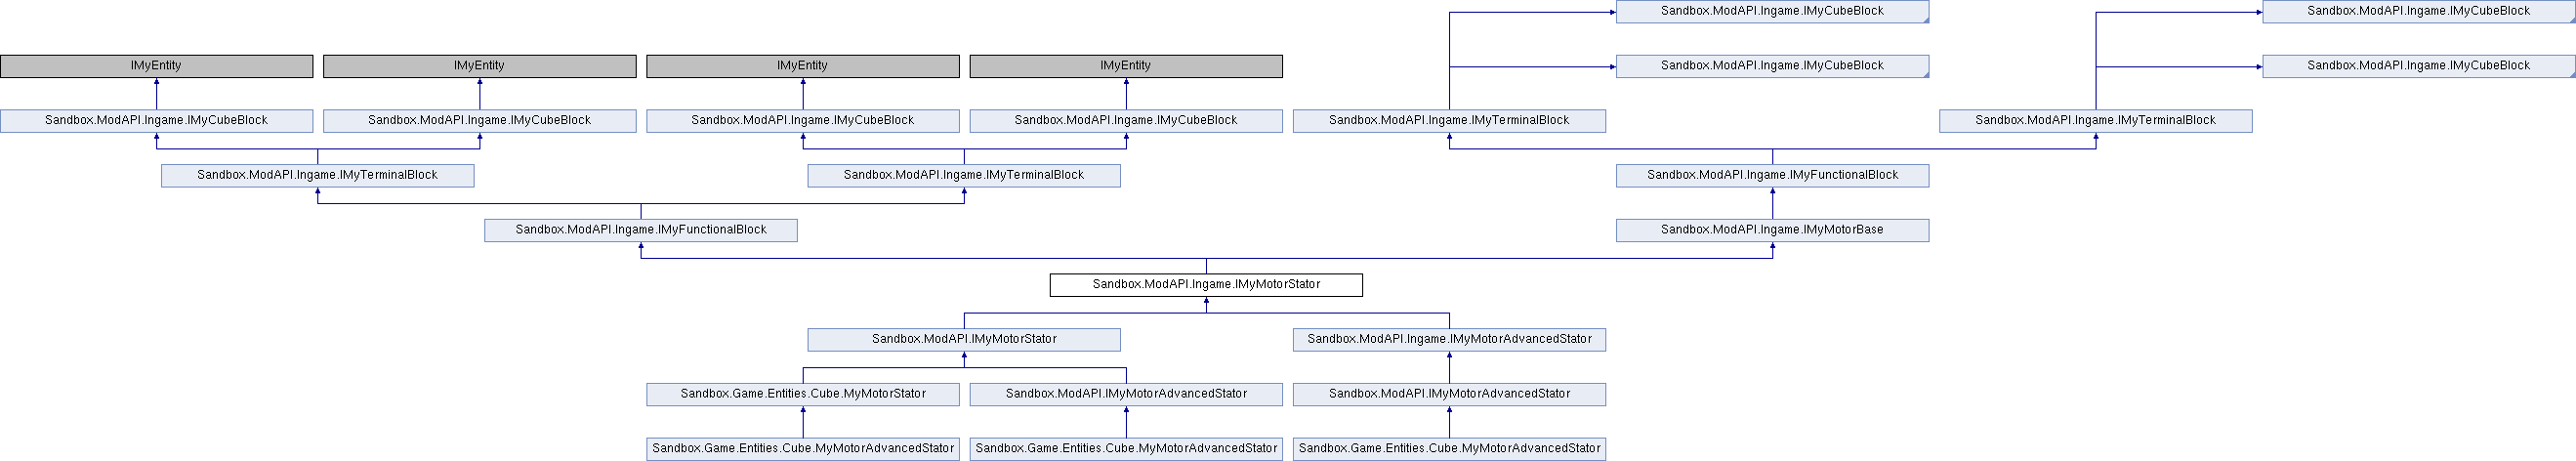 Sandbox.ModAPI.Ingame.IMyCubeBlock
Sandbox.ModAPI.Ingame.IMyCubeBlock
IMyEntity
IMyEntity
IMyEntity
IMyEntity
Sandbox.ModAPI.Ingame.IMyCubeBlock
Sandbox.ModAPI.Ingame.IMyCubeBlock
Sandbox.ModAPI.Ingame.IMyCubeBlock
Sandbox.ModAPI.Ingame.IMyCubeBlock
Sandbox.ModAPI.Ingame.IMyCubeBlock
Sandbox.ModAPI.Ingame.IMyCubeBlock
Sandbox.ModAPI.Ingame.IMyTerminalBlock
Sandbox.ModAPI.Ingame.IMyTerminalBlock
Sandbox.ModAPI.Ingame.IMyTerminalBlock
Sandbox.ModAPI.Ingame.IMyTerminalBlock
Sandbox.ModAPI.Ingame.IMyFunctionalBlock
Sandbox.ModAPI.Ingame.IMyFunctionalBlock
Sandbox.ModAPI.Ingame.IMyMotorBase
Sandbox.ModAPI.Ingame.IMyMotorStator
Sandbox.ModAPI.IMyMotorStator
Sandbox.ModAPI.Ingame.IMyMotorAdvancedStator
Sandbox.Game.Entities.Cube.MyMotorStator
Sandbox.ModAPI.IMyMotorAdvancedStator
Sandbox.ModAPI.IMyMotorAdvancedStator
Sandbox.Game.Entities.Cube.MyMotorAdvancedStator
Sandbox.Game.Entities.Cube.MyMotorAdvancedStator
Sandbox.Game.Entities.Cube.MyMotorAdvancedStator